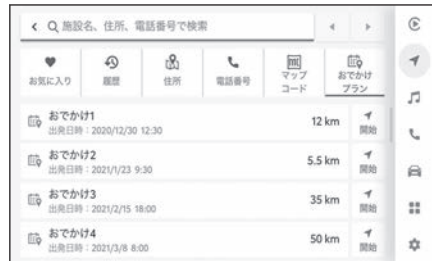 施設名、住所、電話番号で検索
お気に入り
履歴
住所
電話番号
マップ
コード
おでかけ
プラン
おでかけ1
12 km
開始
出発日時：2020/12/30 12:30
おでかけ2
5.5 km
開始
出発日時：2021/1/23 9:30
おでかけ3
35 km
開始
出発日時：2021/2/15 18:00
おでかけ4
50 km
開始
出発日時：2021/3/8 8:00